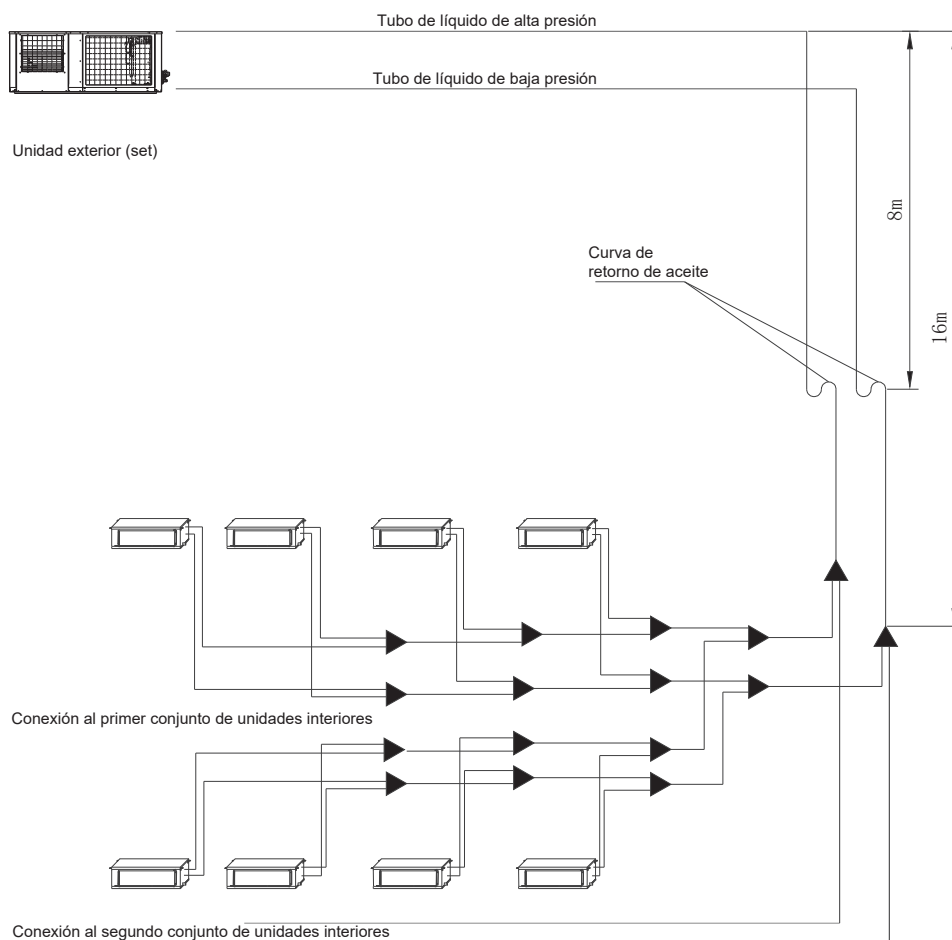 Tubo de líquido de alta presión
Tubo de líquido de baja presión
Unidad exterior (set)
8m
Curva de
retorno de aceite
16m
Conexión al primer conjunto de unidades interiores
Conexión al segundo conjunto de unidades interiores